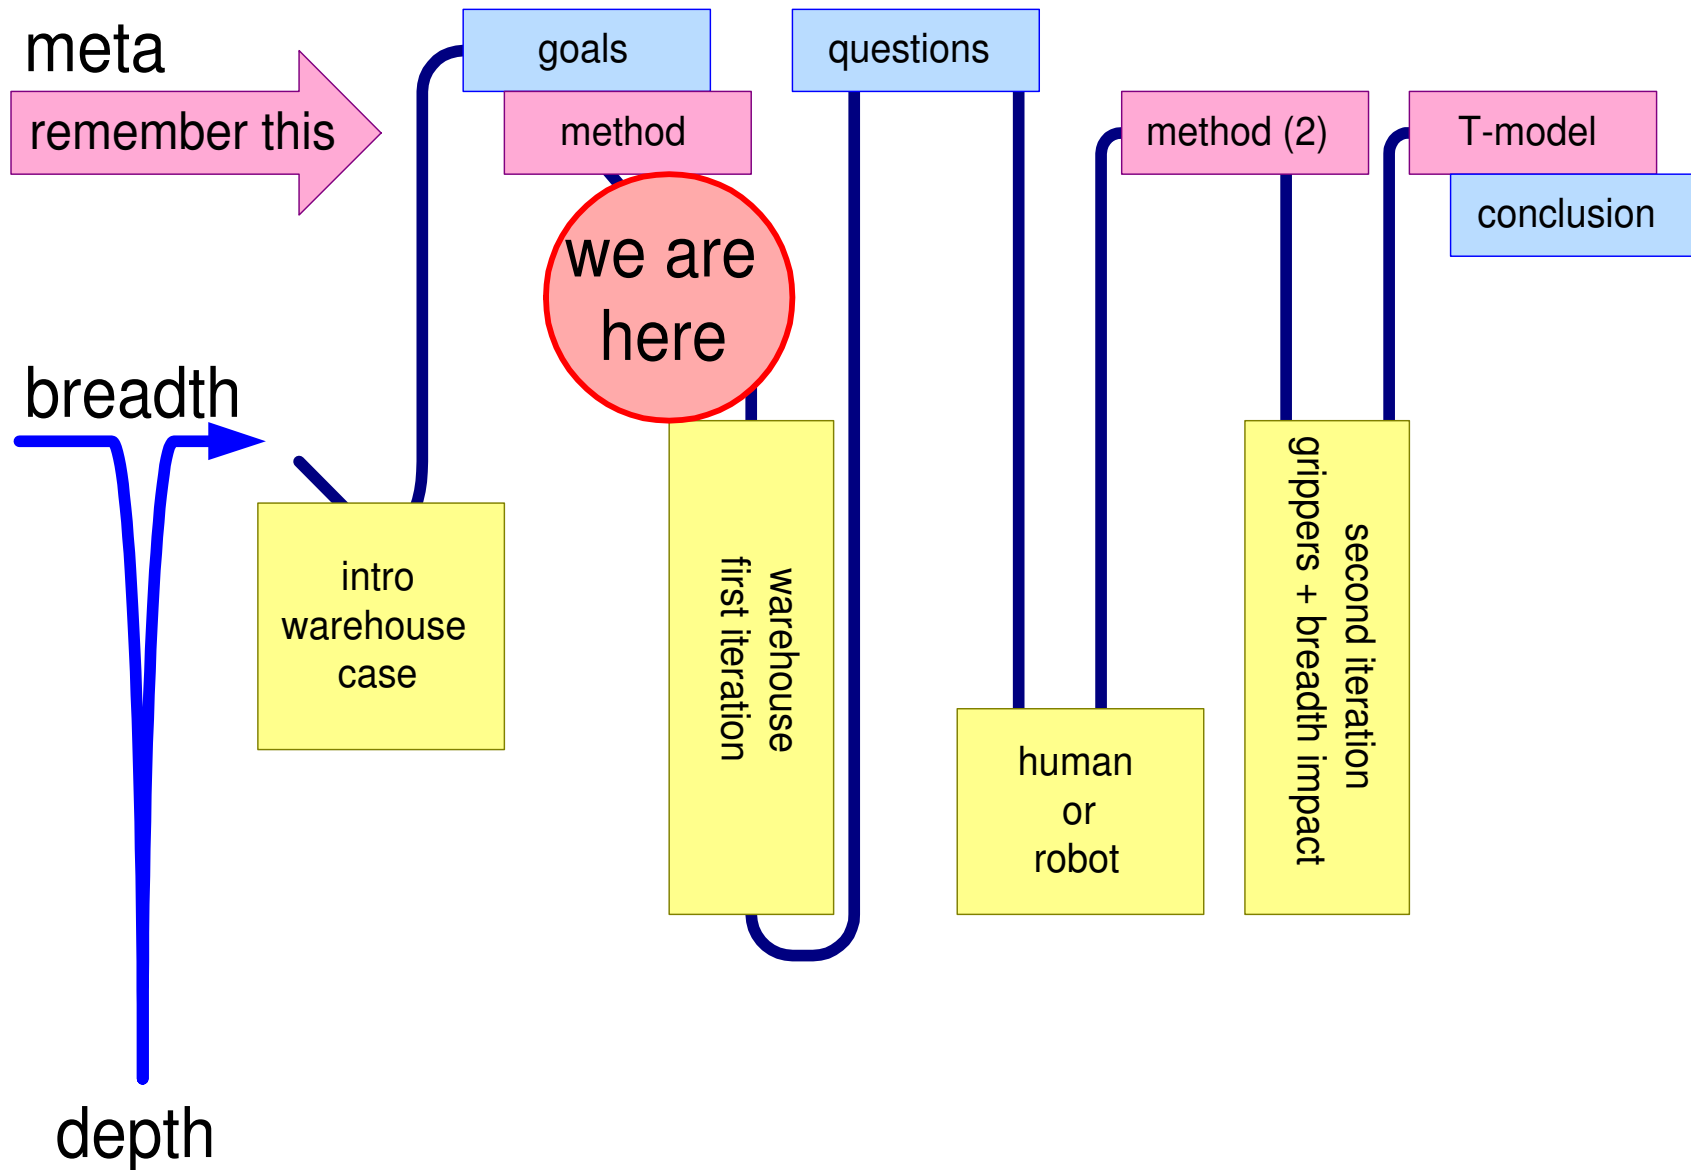 meta
remember this
goals
method
questions
method (2)
T-model
conclusion
we are
here
breadth
intro
warehouse
case
warehouse
first iteration
human
or
robot
second iteration
grippers + breadth impact
depth